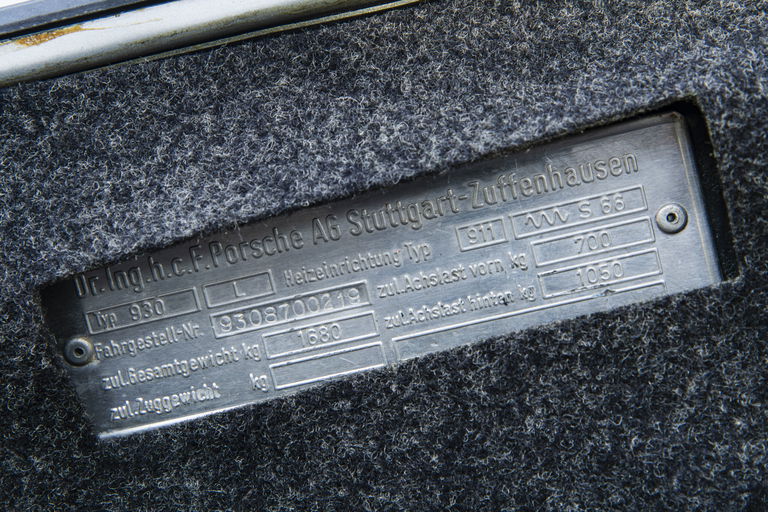 Dr. Ing. h.c. F. Porsche AG Stuttgart-Zuffenhausen
Typ 930 L Heizeinrichtung Typ 911 S 66
Fahrgestell-Nr. 9308700219 zul. Achslast vorn kg 700
zul. Gesamtgewicht kg 1680 zul. Achslast hinten kg 1050
zul. Zuggewicht kg